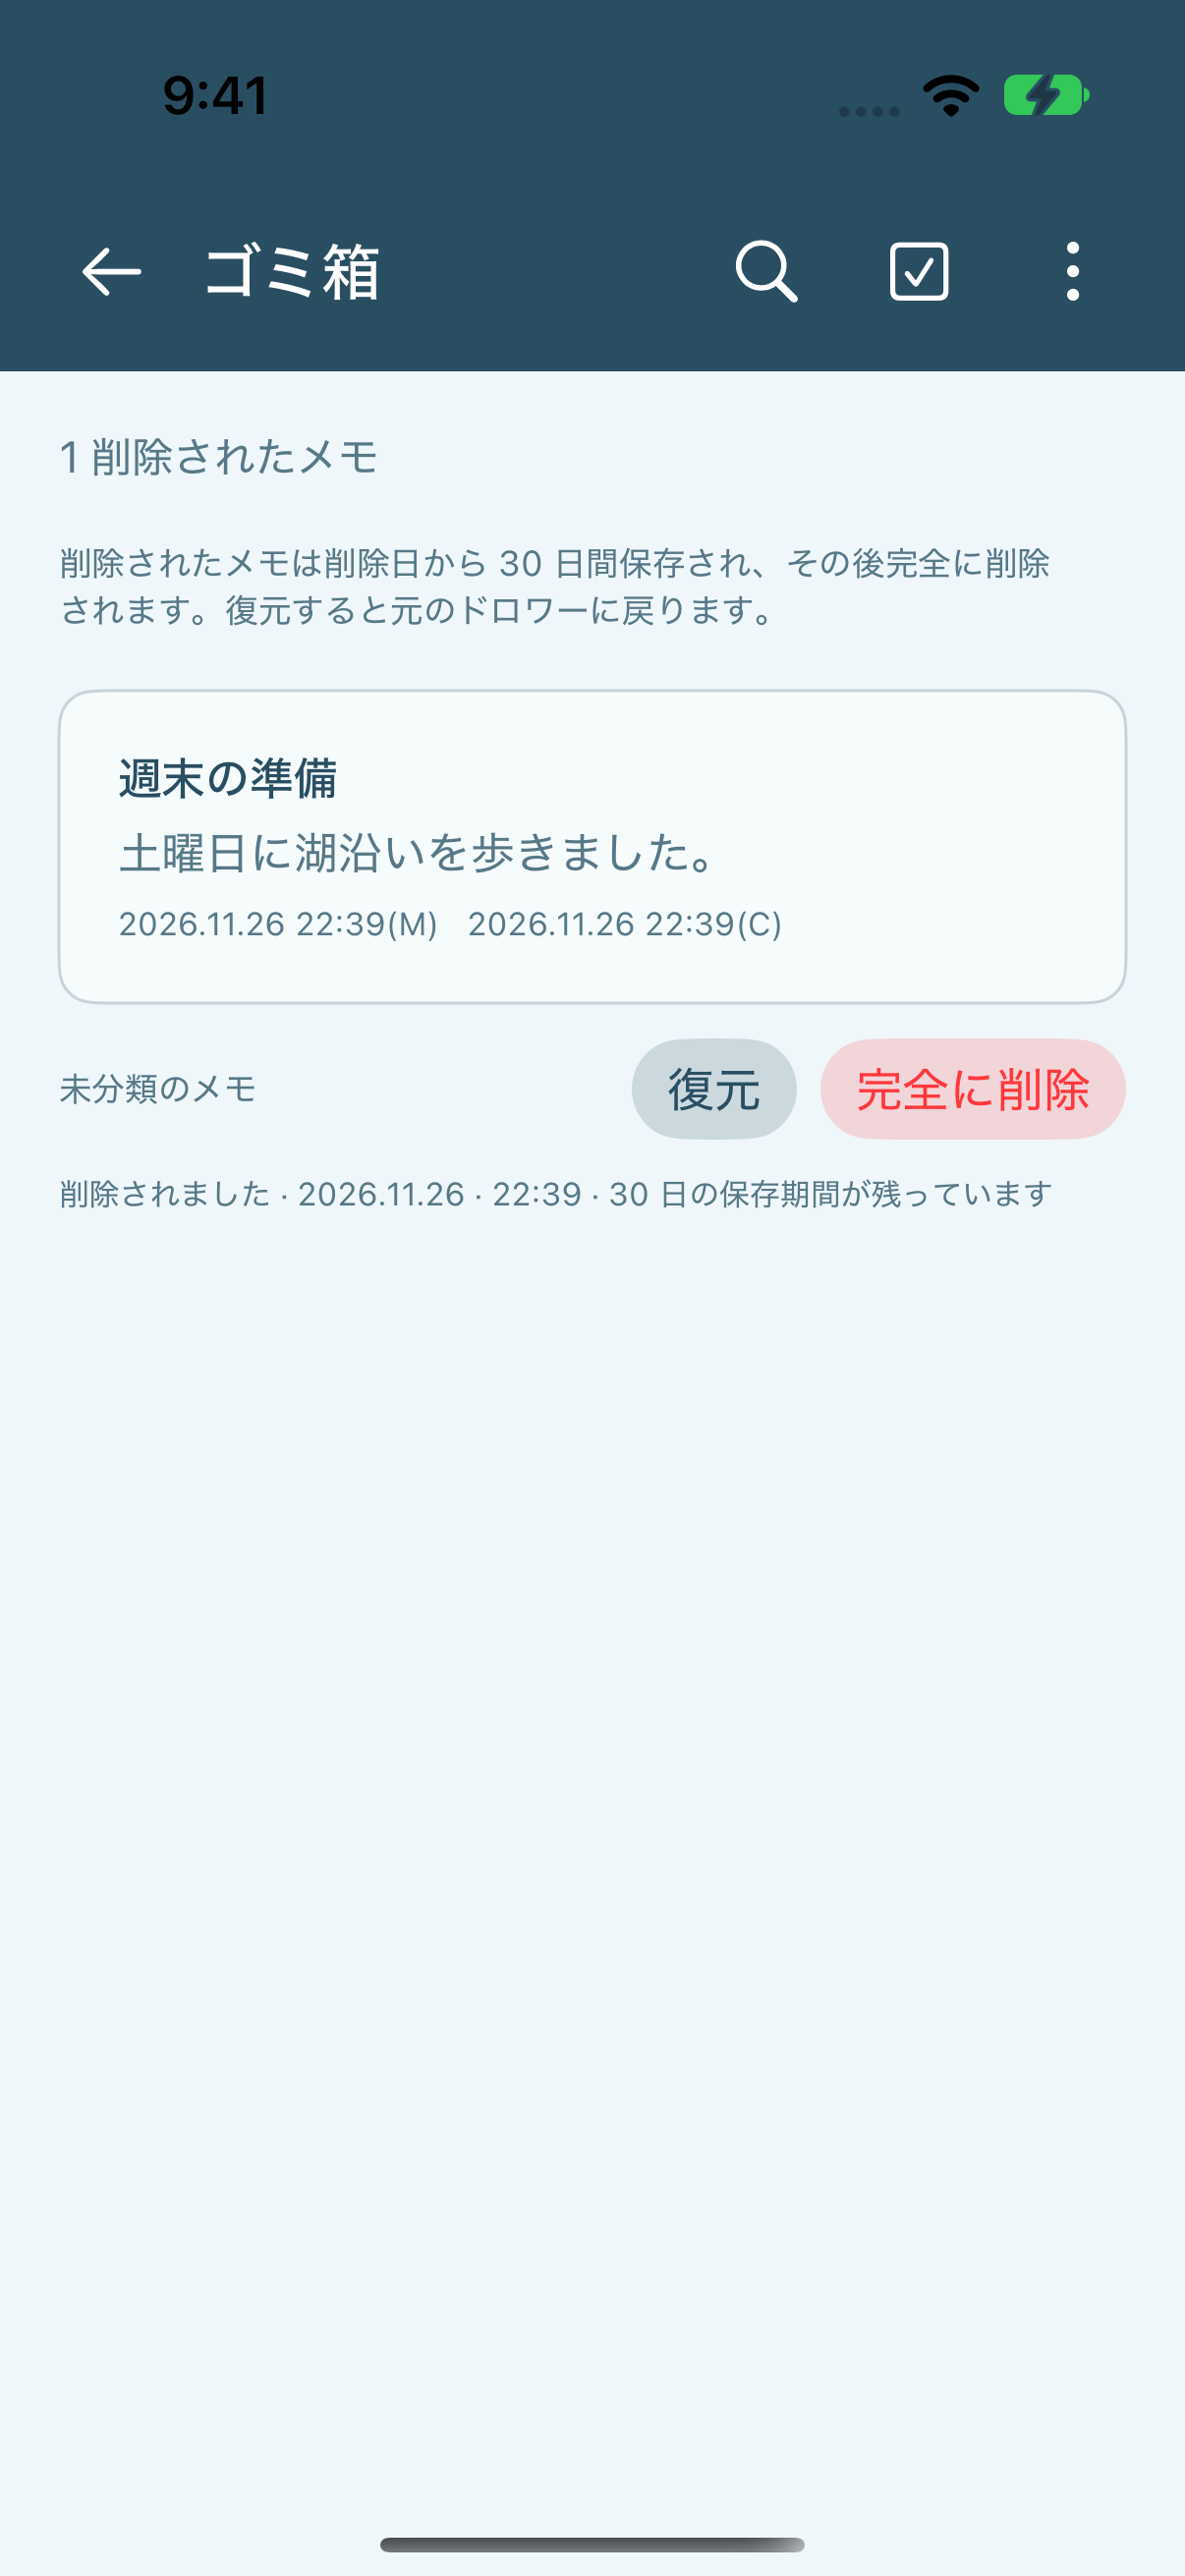 9:41
ゴミ箱
1 削除されたメモ
削除されたメモは削除日から 30 日間保存され、その後完全に削除
されます。復元すると元のドロワーに戻ります。
週末の準備
土曜日に湖沿いを歩きました。
2026.11.26 22:39(M) 2026.11.26 22:39(C)
未分類のメモ 復元 完全に削除
削除されました · 2026.11.26 · 22:39 · 30 日の保存期間が残っています